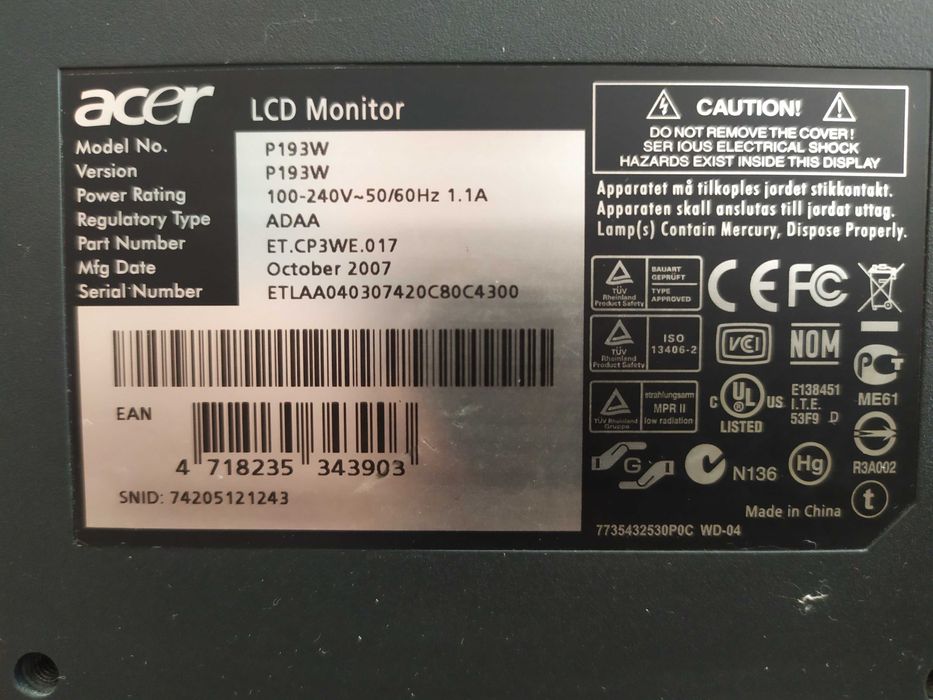 acer LCD Monitor
Model No. P193W
Version P193W
Power Rating 100-240V~50/60Hz 1.1A
Regulatory Type ADAA
Part Number ET.CP3WE.017
Mfg Date October 2007
Serial Number ETLAA040307420C80C4300
EAN
4 718235 343903
SNID: 74205121243
CAUTION!
DO NOT REMOVE THE COVER!
SER IOUS ELECTRICAL SHOCK
HAZARDS EXIST INSIDE THIS DISPLAY
Apparatet må tilkoples jordet stikkontakt.
Apparaten skall anslutas till jordat uttag.
Lamp(s) Contain Mercury, Dispose Properly.
TÜV
Rheinland
Product Safety
BAUART
GEPRÜFT
TYPE
APPROVED
CE FC
TÜV
Rheinland
Product Safety
ISO
13406-2
VCI
NOM
PCT
ME61
TÜV Rheinland
Gruppe
strahlungsarm
MPR II
low radiation
C UL US
®
LISTED
E138451
I.T.E.
53F9 D
R3A002
G
N136
Hg
t
Made in China
7735432530P0C WD-04